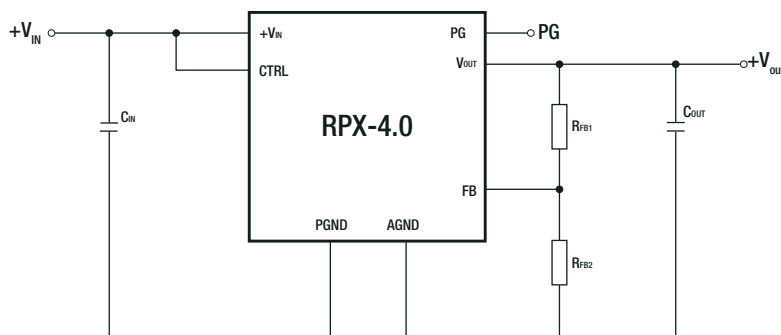 +VIN
+VIN
PG
PG
CTRL
VOUT
+Vou
CIN
RPX-4.0
RFB1
COUT
FB
PGND
AGND
RFB2